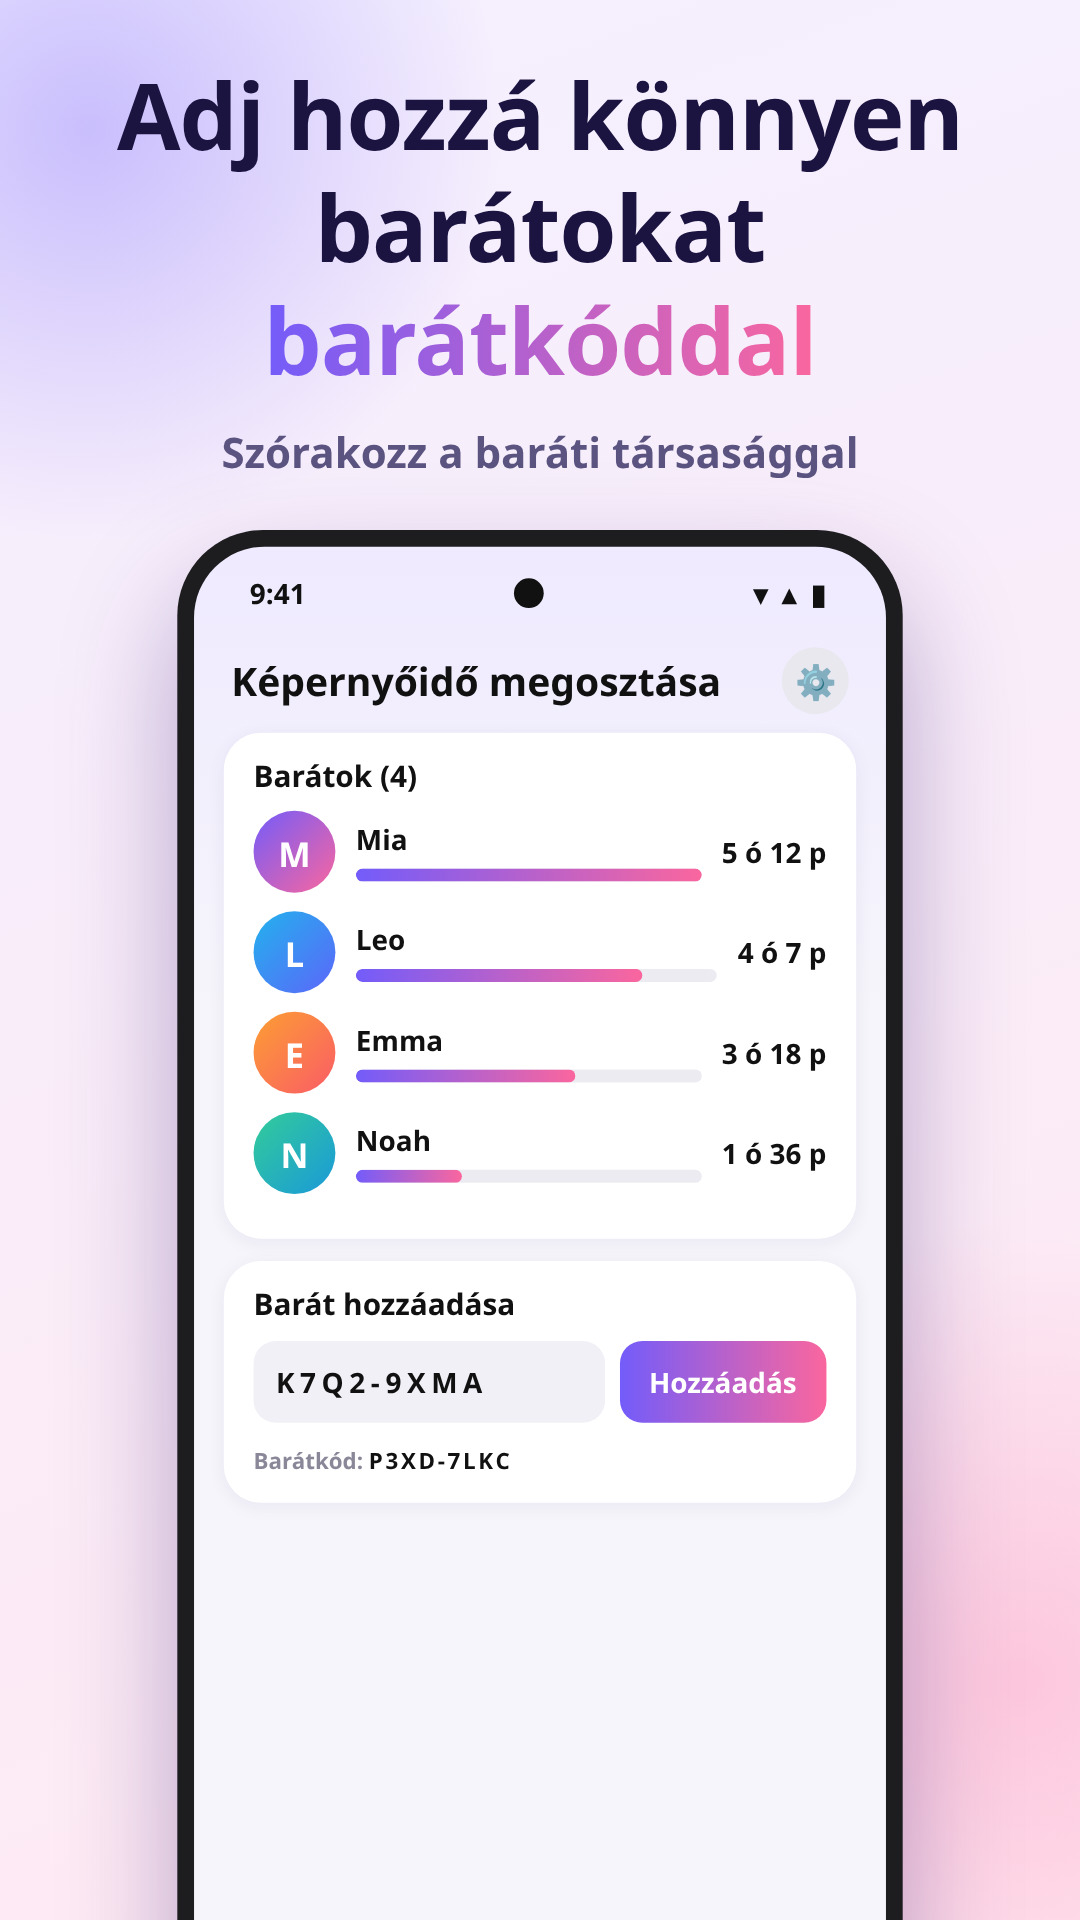 Adj hozzá könnyen
barátokat
barátkóddal
Szórakozz a baráti társasággal
9:41
Képernyőidő megosztása
Barátok (4)
M
Mia
5 ó 12 p
L
Leo
4 ó 7 p
E
Emma
3 ó 18 p
N
Noah
1 ó 36 p
Barát hozzáadása
K7Q2-9XMA
Hozzáadás
Barátkód: P3XD-7LKC